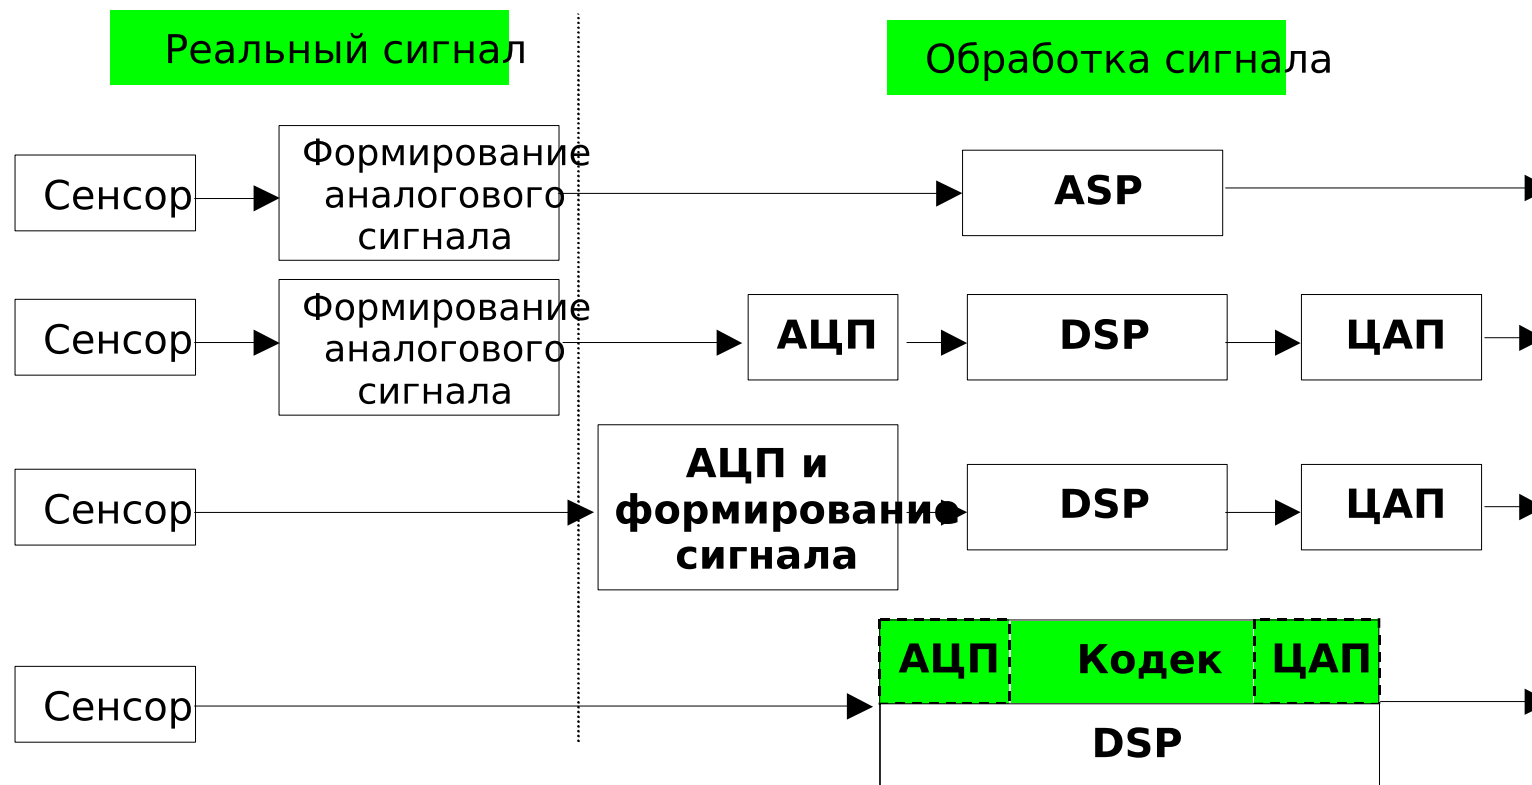 Реальный сигнал
Обработка сигнала
Сенсор
Формирование
аналогового
сигнала
ASP
Сенсор
Формирование
аналогового
сигнала
АЦП
DSP
ЦАП
Сенсор
АЦП и
формирование
сигнала
DSP
ЦАП
Сенсор
АЦП
Кодек
ЦАП
DSP